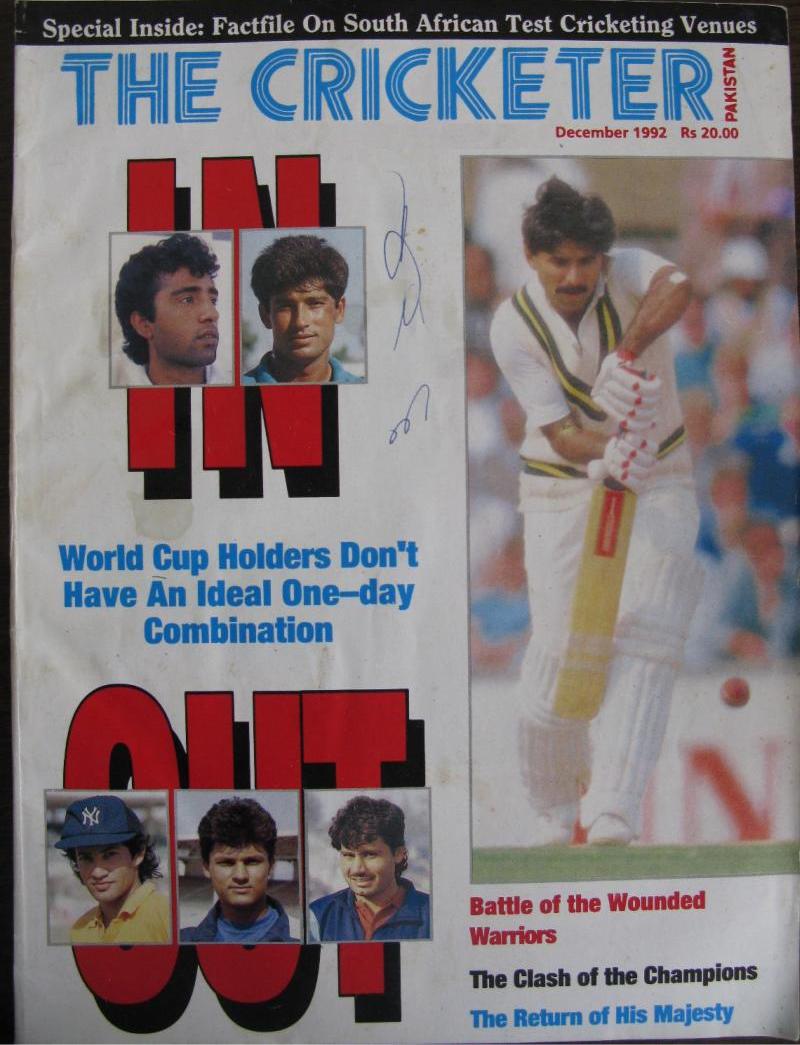 Special Inside: Factfile On South African Test Cricketing Venues
THE CRICKETER
PAKISTAN
December 1992 Rs 20.00
IN
World Cup Holders Don't
Have An Ideal One–day
Combination
OUT
NY
Battle of the Wounded
Warriors
The Clash of the Champions
The Return of His Majesty